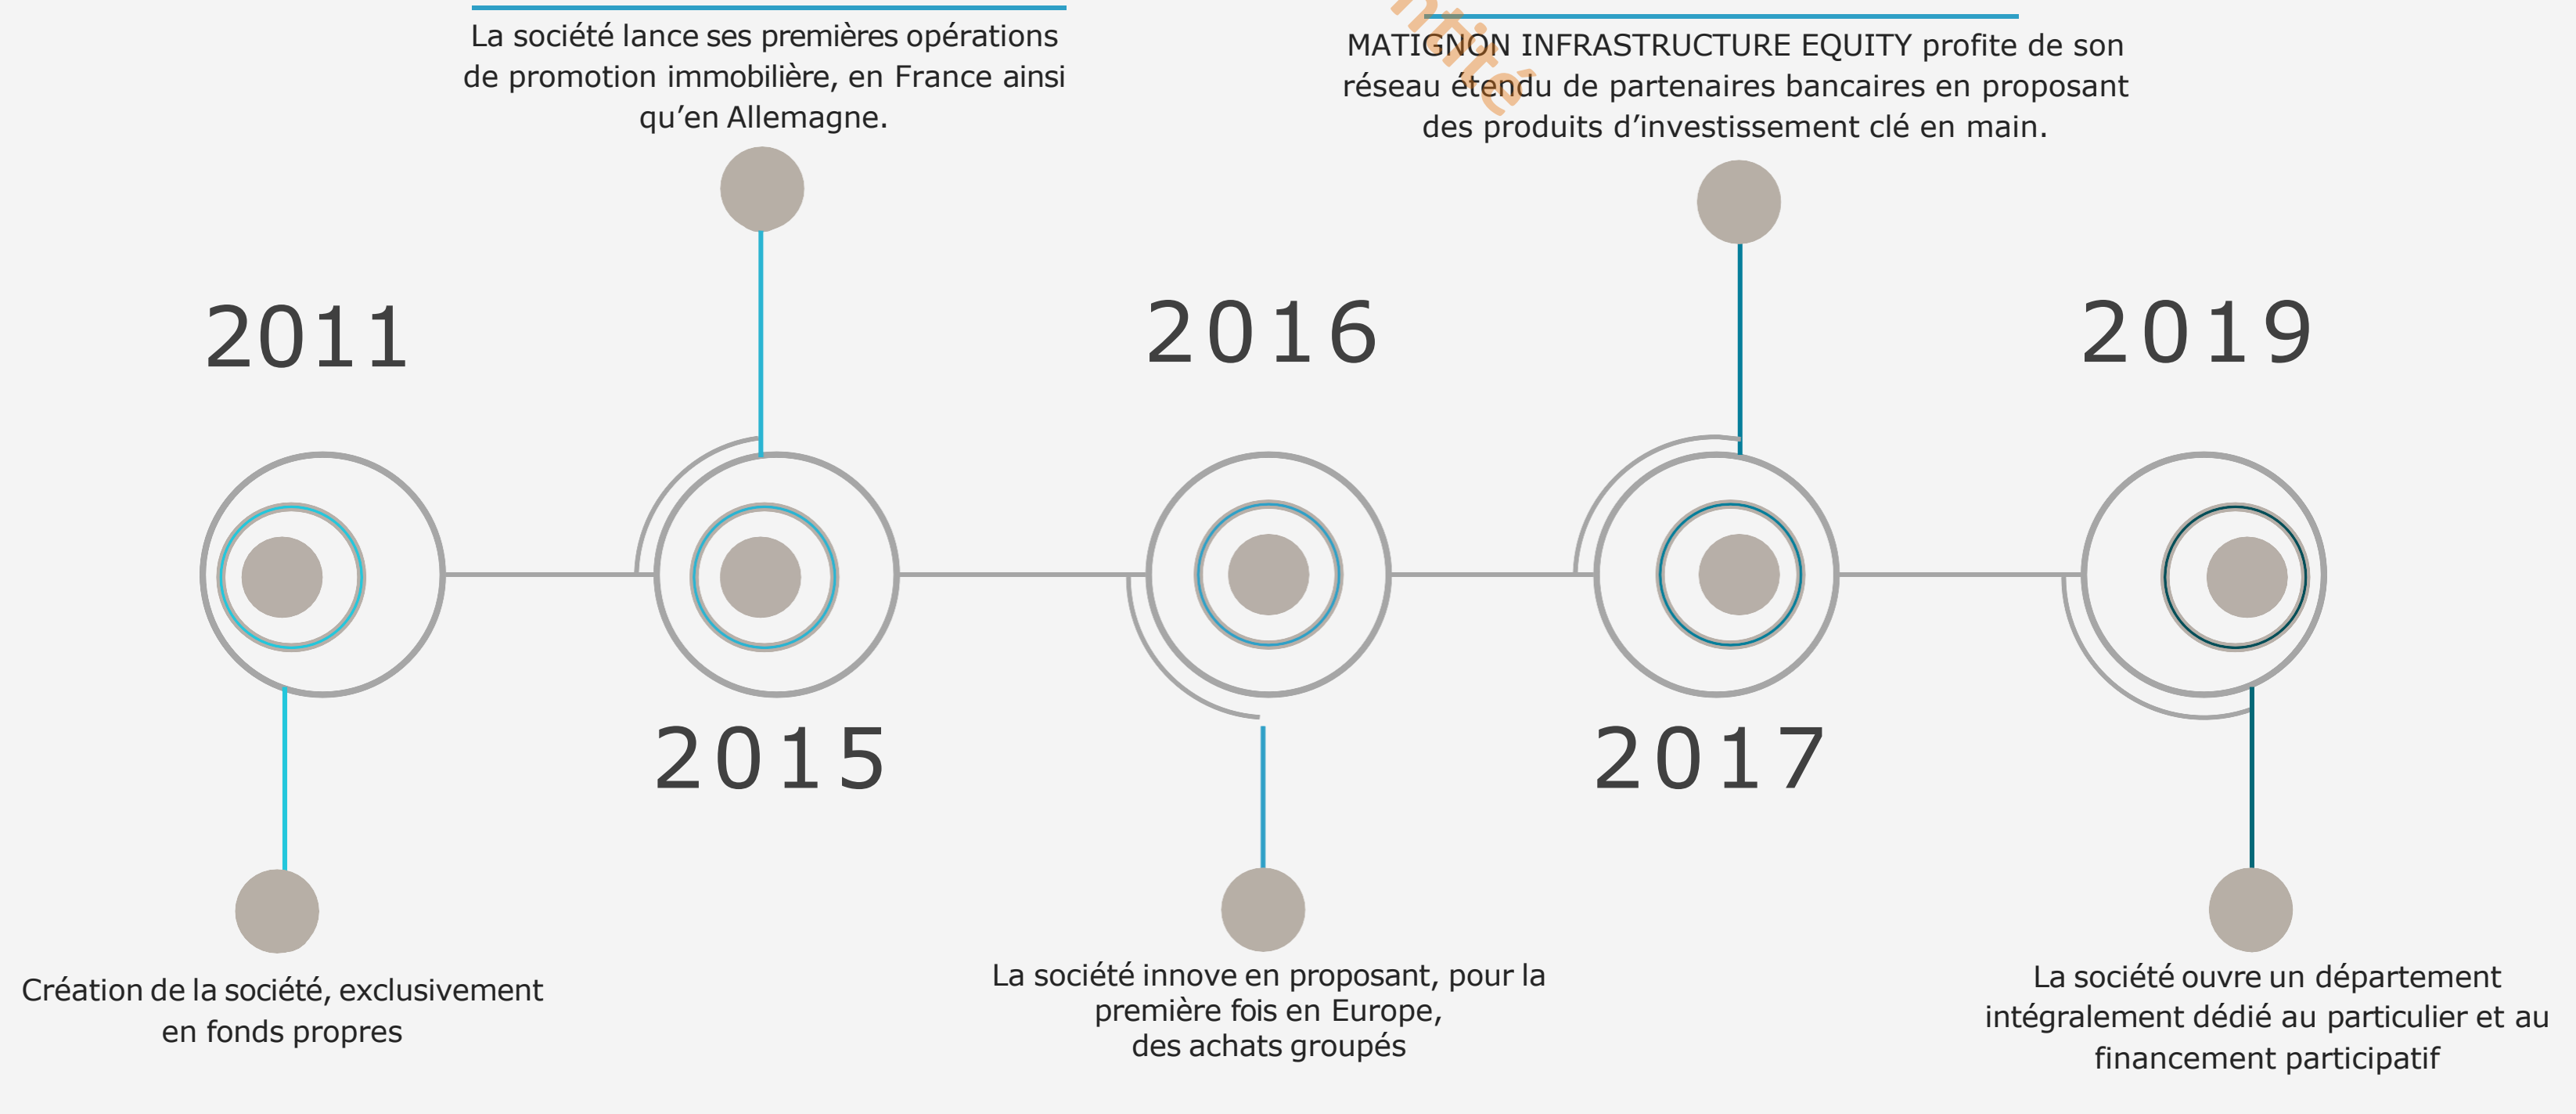 La société lance ses premières opérations
de promotion immobilière, en France ainsi
qu’en Allemagne.
MATIGNON INFRASTRUCTURE EQUITY profite de son
réseau étendu de partenaires bancaires en proposant
des produits d’investissement clé en main.
2011
2016
2019
2015
2017
Création de la société, exclusivement
en fonds propres
La société innove en proposant, pour la
première fois en Europe,
des achats groupés
La société ouvre un département
intégralement dédié au particulier et au
financement participatif